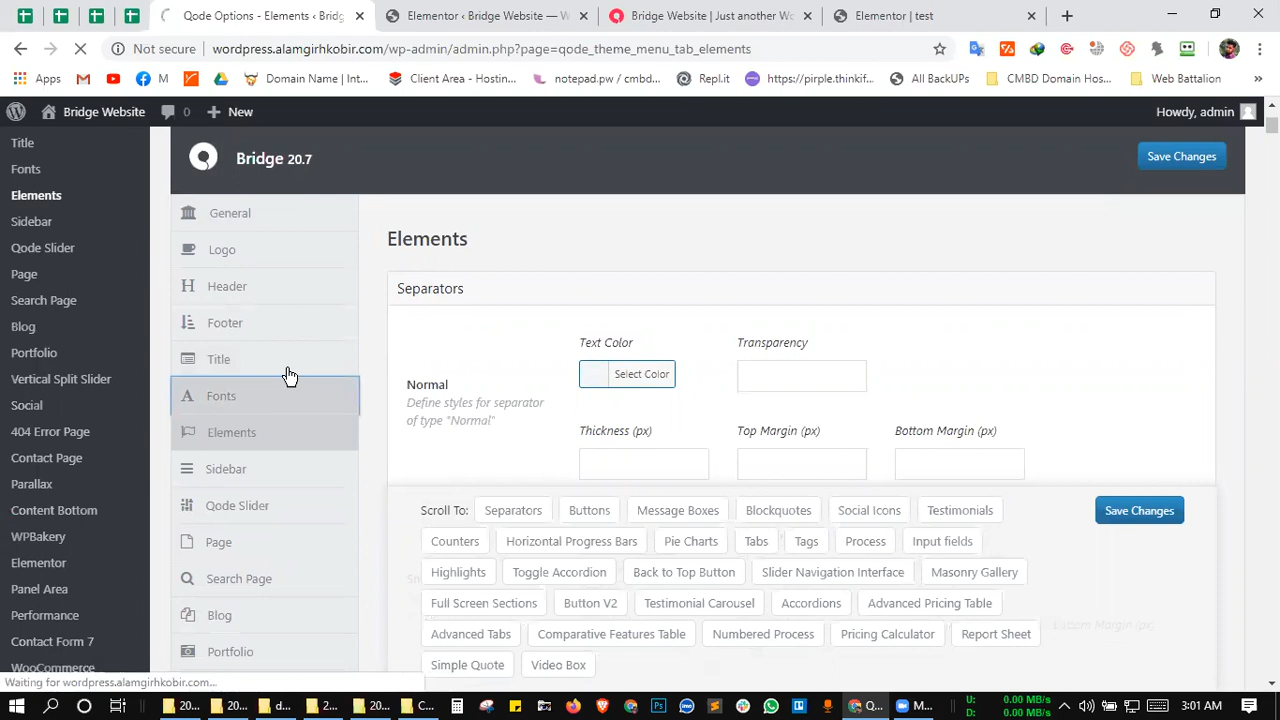 Qode Options - Elements ‹ Bridge
Elementor ‹ Bridge Website — W
Bridge Website | Just another Wo
Elementor | test
Not secure
wordpress.alamgirhkobir.com/wp-admin/admin.php?page=qode_theme_menu_tab_elements
Apps
M
Domain Name | Int...
Client Area - Hostin...
notepad.pw / cmbd...
Repl.it
https://pirple.thinkif...
All BackUPs
CMBD Domain Hos...
Web Battalion
Bridge Website
0
New
Howdy, admin
Title
Fonts
Elements
Sidebar
Qode Slider
Page
Search Page
Blog
Portfolio
Vertical Split Slider
Social
404 Error Page
Contact Page
Parallax
Content Bottom
WPBakery
Elementor
Panel Area
Performance
Contact Form 7
WooCommerce
Bridge 20.7
Save Changes
General
Logo
Header
Footer
Title
Fonts
Elements
Sidebar
Qode Slider
Page
Search Page
Blog
Portfolio
Elements
Separators
Normal
Define styles for separator
of type "Normal"
Text Color
Transparency
Select Color
Thickness (px)
Top Margin (px)
Bottom Margin (px)
Scroll To:
Separators
Buttons
Message Boxes
Blockquotes
Social Icons
Testimonials
Save Changes
Counters
Horizontal Progress Bars
Pie Charts
Tabs
Tags
Process
Input fields
Highlights
Toggle Accordion
Back to Top Button
Slider Navigation Interface
Masonry Gallery
Full Screen Sections
Button V2
Testimonial Carousel
Accordions
Advanced Pricing Table
Advanced Tabs
Comparative Features Table
Numbered Process
Pricing Calculator
Report Sheet
Simple Quote
Video Box
Waiting for wordpress.alamgirhkobir.com...
20...
20...
d...
2...
20...
C...
Q...
M...
U: 0.00 MB/s
D: 0.00 MB/s
3:01 AM